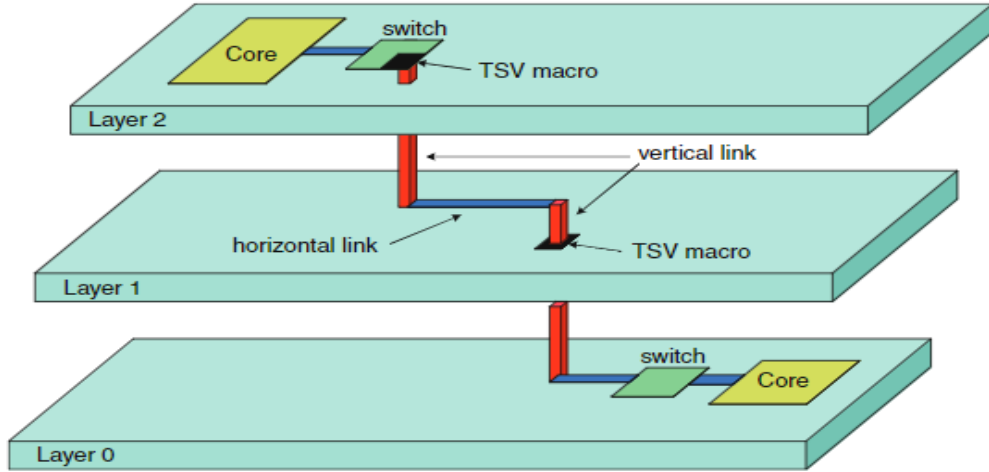 switch
Core
TSV macro
Layer 2
vertical link
horizontal link
TSV macro
Layer 1
switch
Core
Layer 0